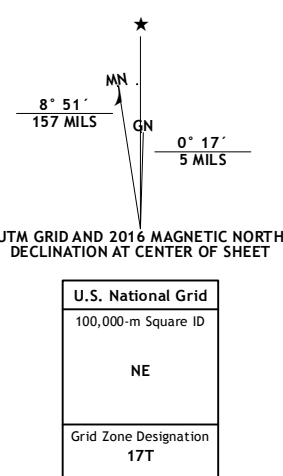 MN
GN
8° 51´
157 MILS
0° 17´
5 MILS
UTM GRID AND 2016 MAGNETIC NORTH
DECLINATION AT CENTER OF SHEET
U.S. National Grid
100,000-m Square ID
NE
Grid Zone Designation
17T